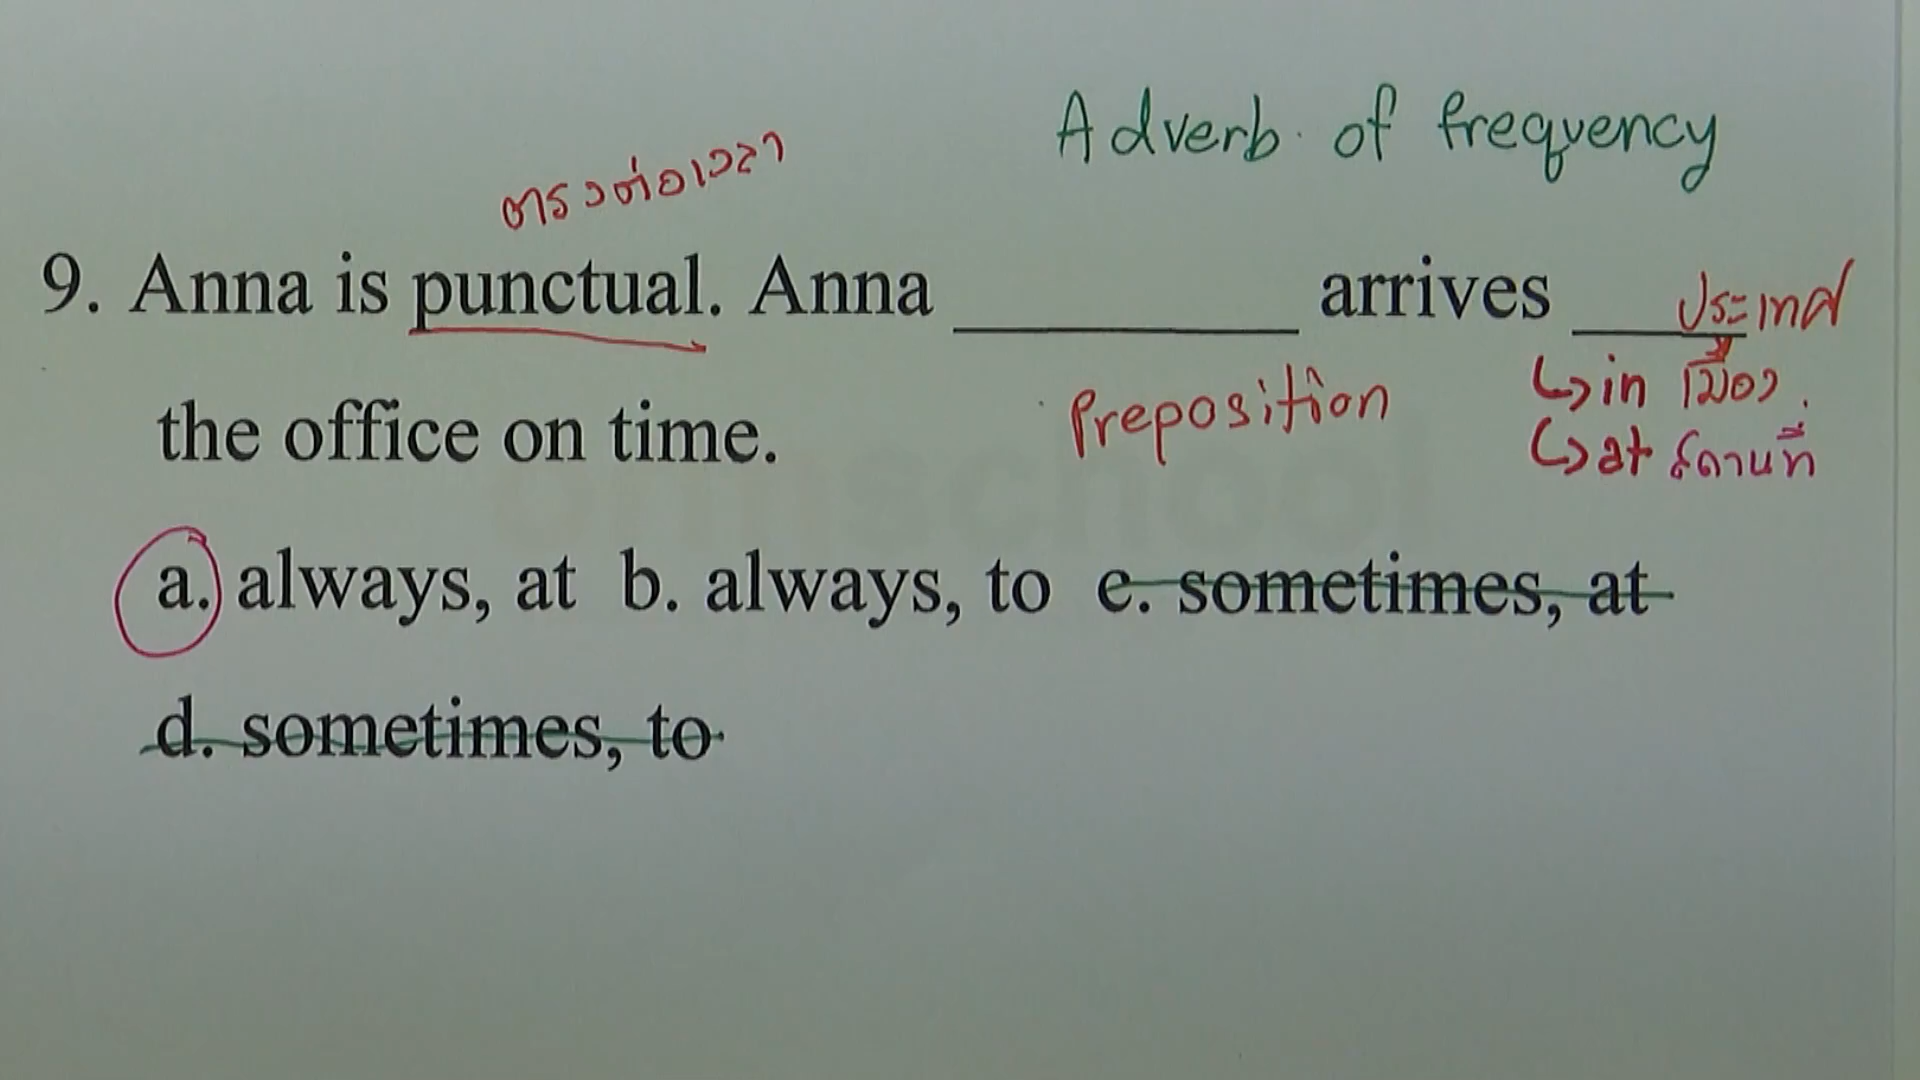 Adverb of frequency
ตรงต่อเวลา
9. Anna is punctual. Anna __________ arrives _____
ประเทศ
the office on time.
Preposition
in เมือง
at สถานที่
a. always, at b. always, to c. sometimes, at
d. sometimes, to